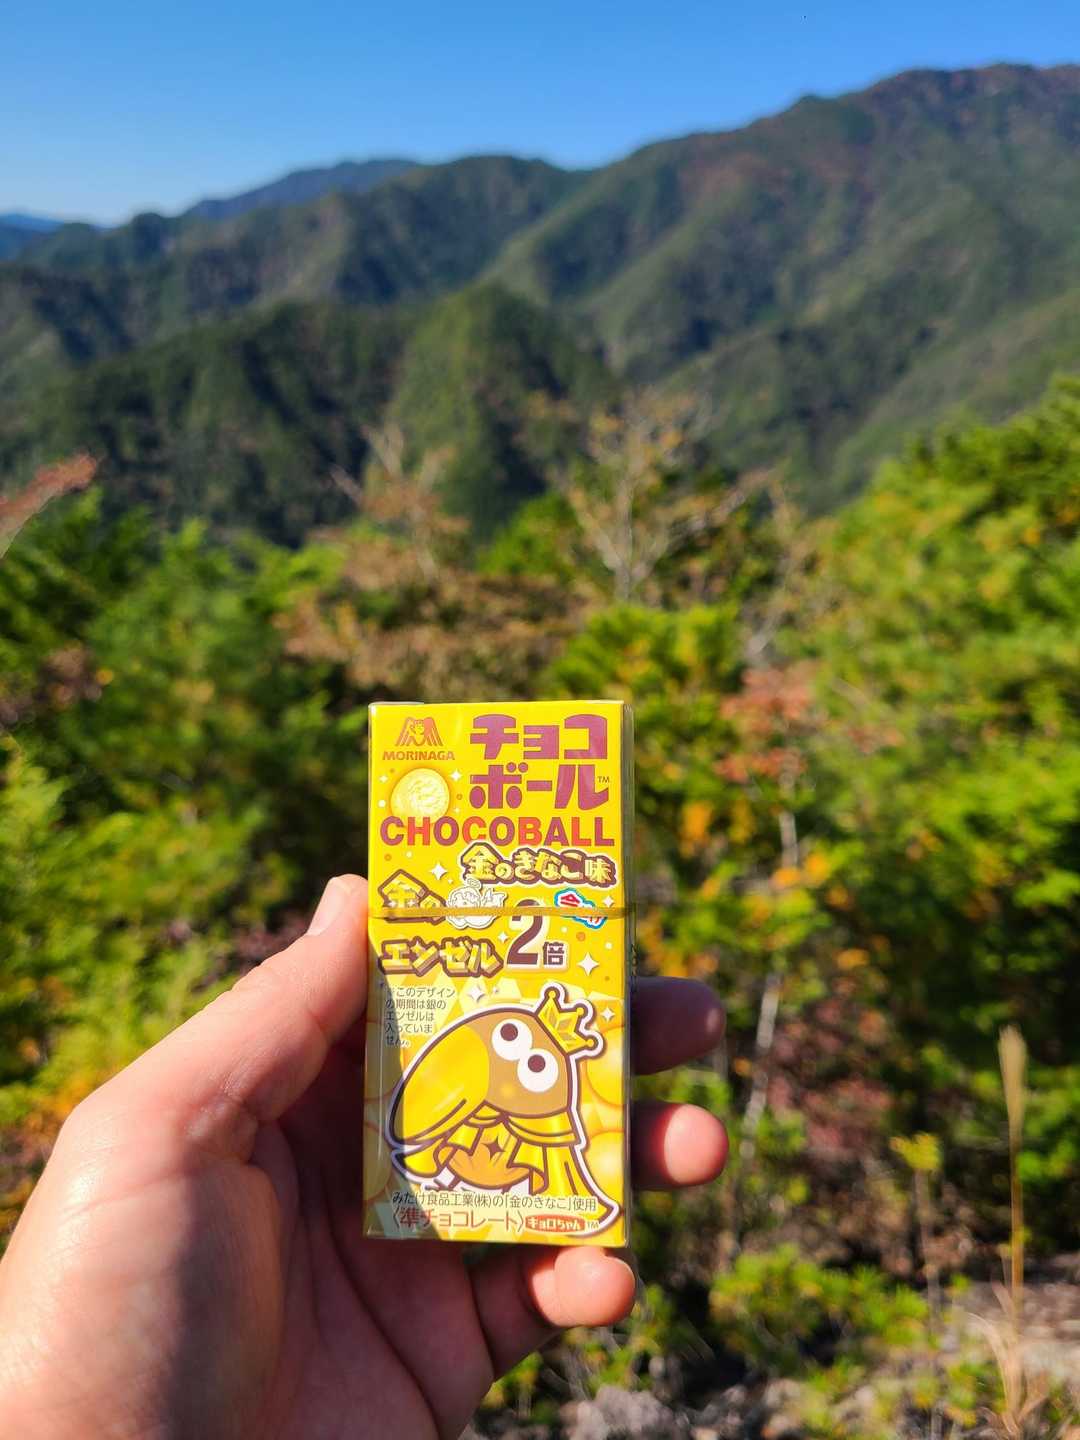 MORINAGA
チョコ
ボール™
CHOCOBALL
金のきなこ味
今だけ
金の
エンゼル
2倍
※このデザイン
の期間は銀の
エンゼルは
入っていま
せん。
みたけ食品工業(株)の「金のきなこ」使用
〈準チョコレート〉
キョロちゃん™